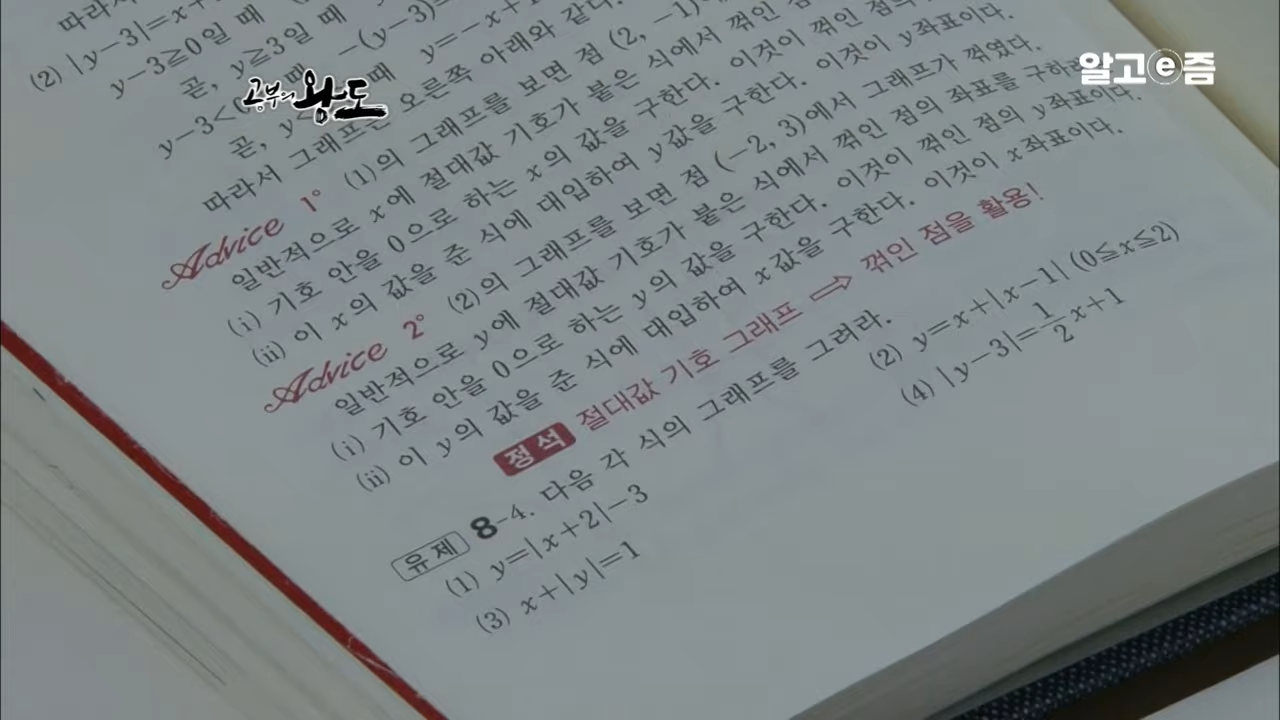 알고e즘
공부의 왕도
따라서
(2) |y-3|=x+
y-3≥0일 때
곧, y≥3일 때
y-3<
-(y-3)=
곧, y< 때 y=-x+1
따라서 그래프는 오른쪽 아래와 같다.
Advice 1° (1)의 그래프를 보면 점 (2, -1)에
일반적으로 x에 절대값 기호가 붙은 식에서 꺾인 점
(i) 기호 안을 0으로 하는 x의 값을 구한다. 이것이 꺾인 점의
(ii) 이 x의 값을 준 식에 대입하여 y값을 구한다. 이것이 y좌표이다.
Advice 2° (2)의 그래프를 보면 점 (-2, 3)에서 그래프가 꺾였다.
일반적으로 y에 절대값 기호가 붙은 식에서 꺾인 점의 좌표를 구하려
(i) 기호 안을 0으로 하는 y의 값을 구한다. 이것이 꺾인 점의 y좌표이다.
(ii) 이 y의 값을 준 식에 대입하여 x값을 구한다. 이것이 x좌표이다.
정석 절대값 기호 그래프 ⇨ 꺾인 점을 활용!
유제 8-4. 다음 각 식의 그래프를 그려라.
(1) y=|x+2|-3 (2) y=x+|x-1| (0≤x≤2)
(3) x+|y|=1 (4) |y-3|=1/2x+1